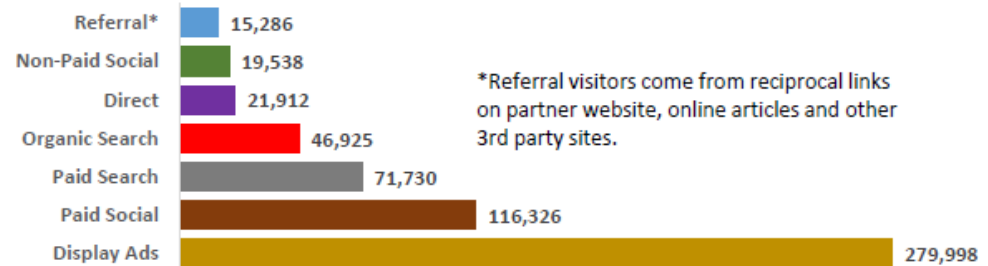 Referral* 15,286
Non-Paid Social 19,538
Direct 21,912
Organic Search 46,925
Paid Search 71,730
Paid Social 116,326
Display Ads 279,998
*Referral visitors come from reciprocal links
on partner website, online articles and other
3rd party sites.